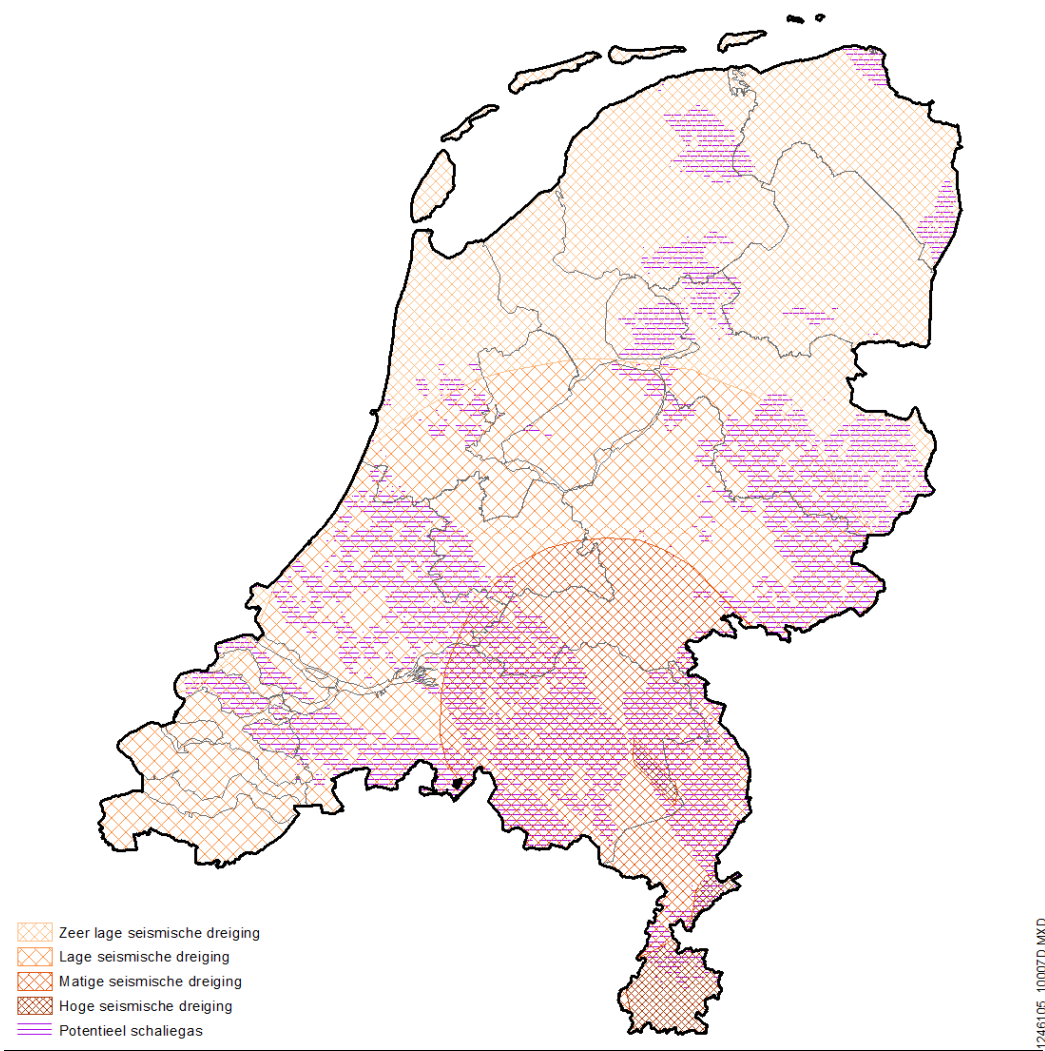 Zeer lage seismische dreiging
Lage seismische dreiging
Matige seismische dreiging
Hoge seismische dreiging
Potentieel schaliegas
1246105_10007D.MXD